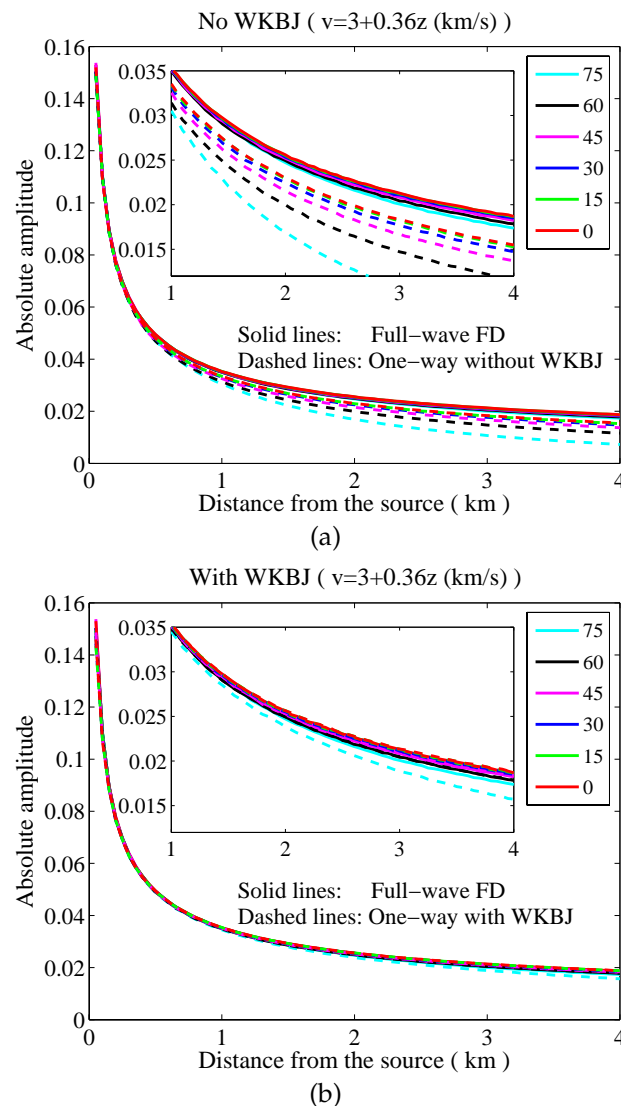 No WKBJ ( v=3+0.36z (km/s) )
Absolute amplitude
0.16
0.14
0.12
0.1
0.08
0.06
0.04
0.02
0
0.035
0.03
0.025
0.02
0.015
1 2 3 4
75
60
45
30
15
0
Solid lines: Full−wave FD
Dashed lines: One−way without WKBJ
0 1 2 3 4
Distance from the source ( km )
(a)
With WKBJ ( v=3+0.36z (km/s) )
Absolute amplitude
0.16
0.14
0.12
0.1
0.08
0.06
0.04
0.02
0
0.035
0.03
0.025
0.02
0.015
1 2 3 4
75
60
45
30
15
0
Solid lines: Full−wave FD
Dashed lines: One−way with WKBJ
0 1 2 3 4
Distance from the source ( km )
(b)